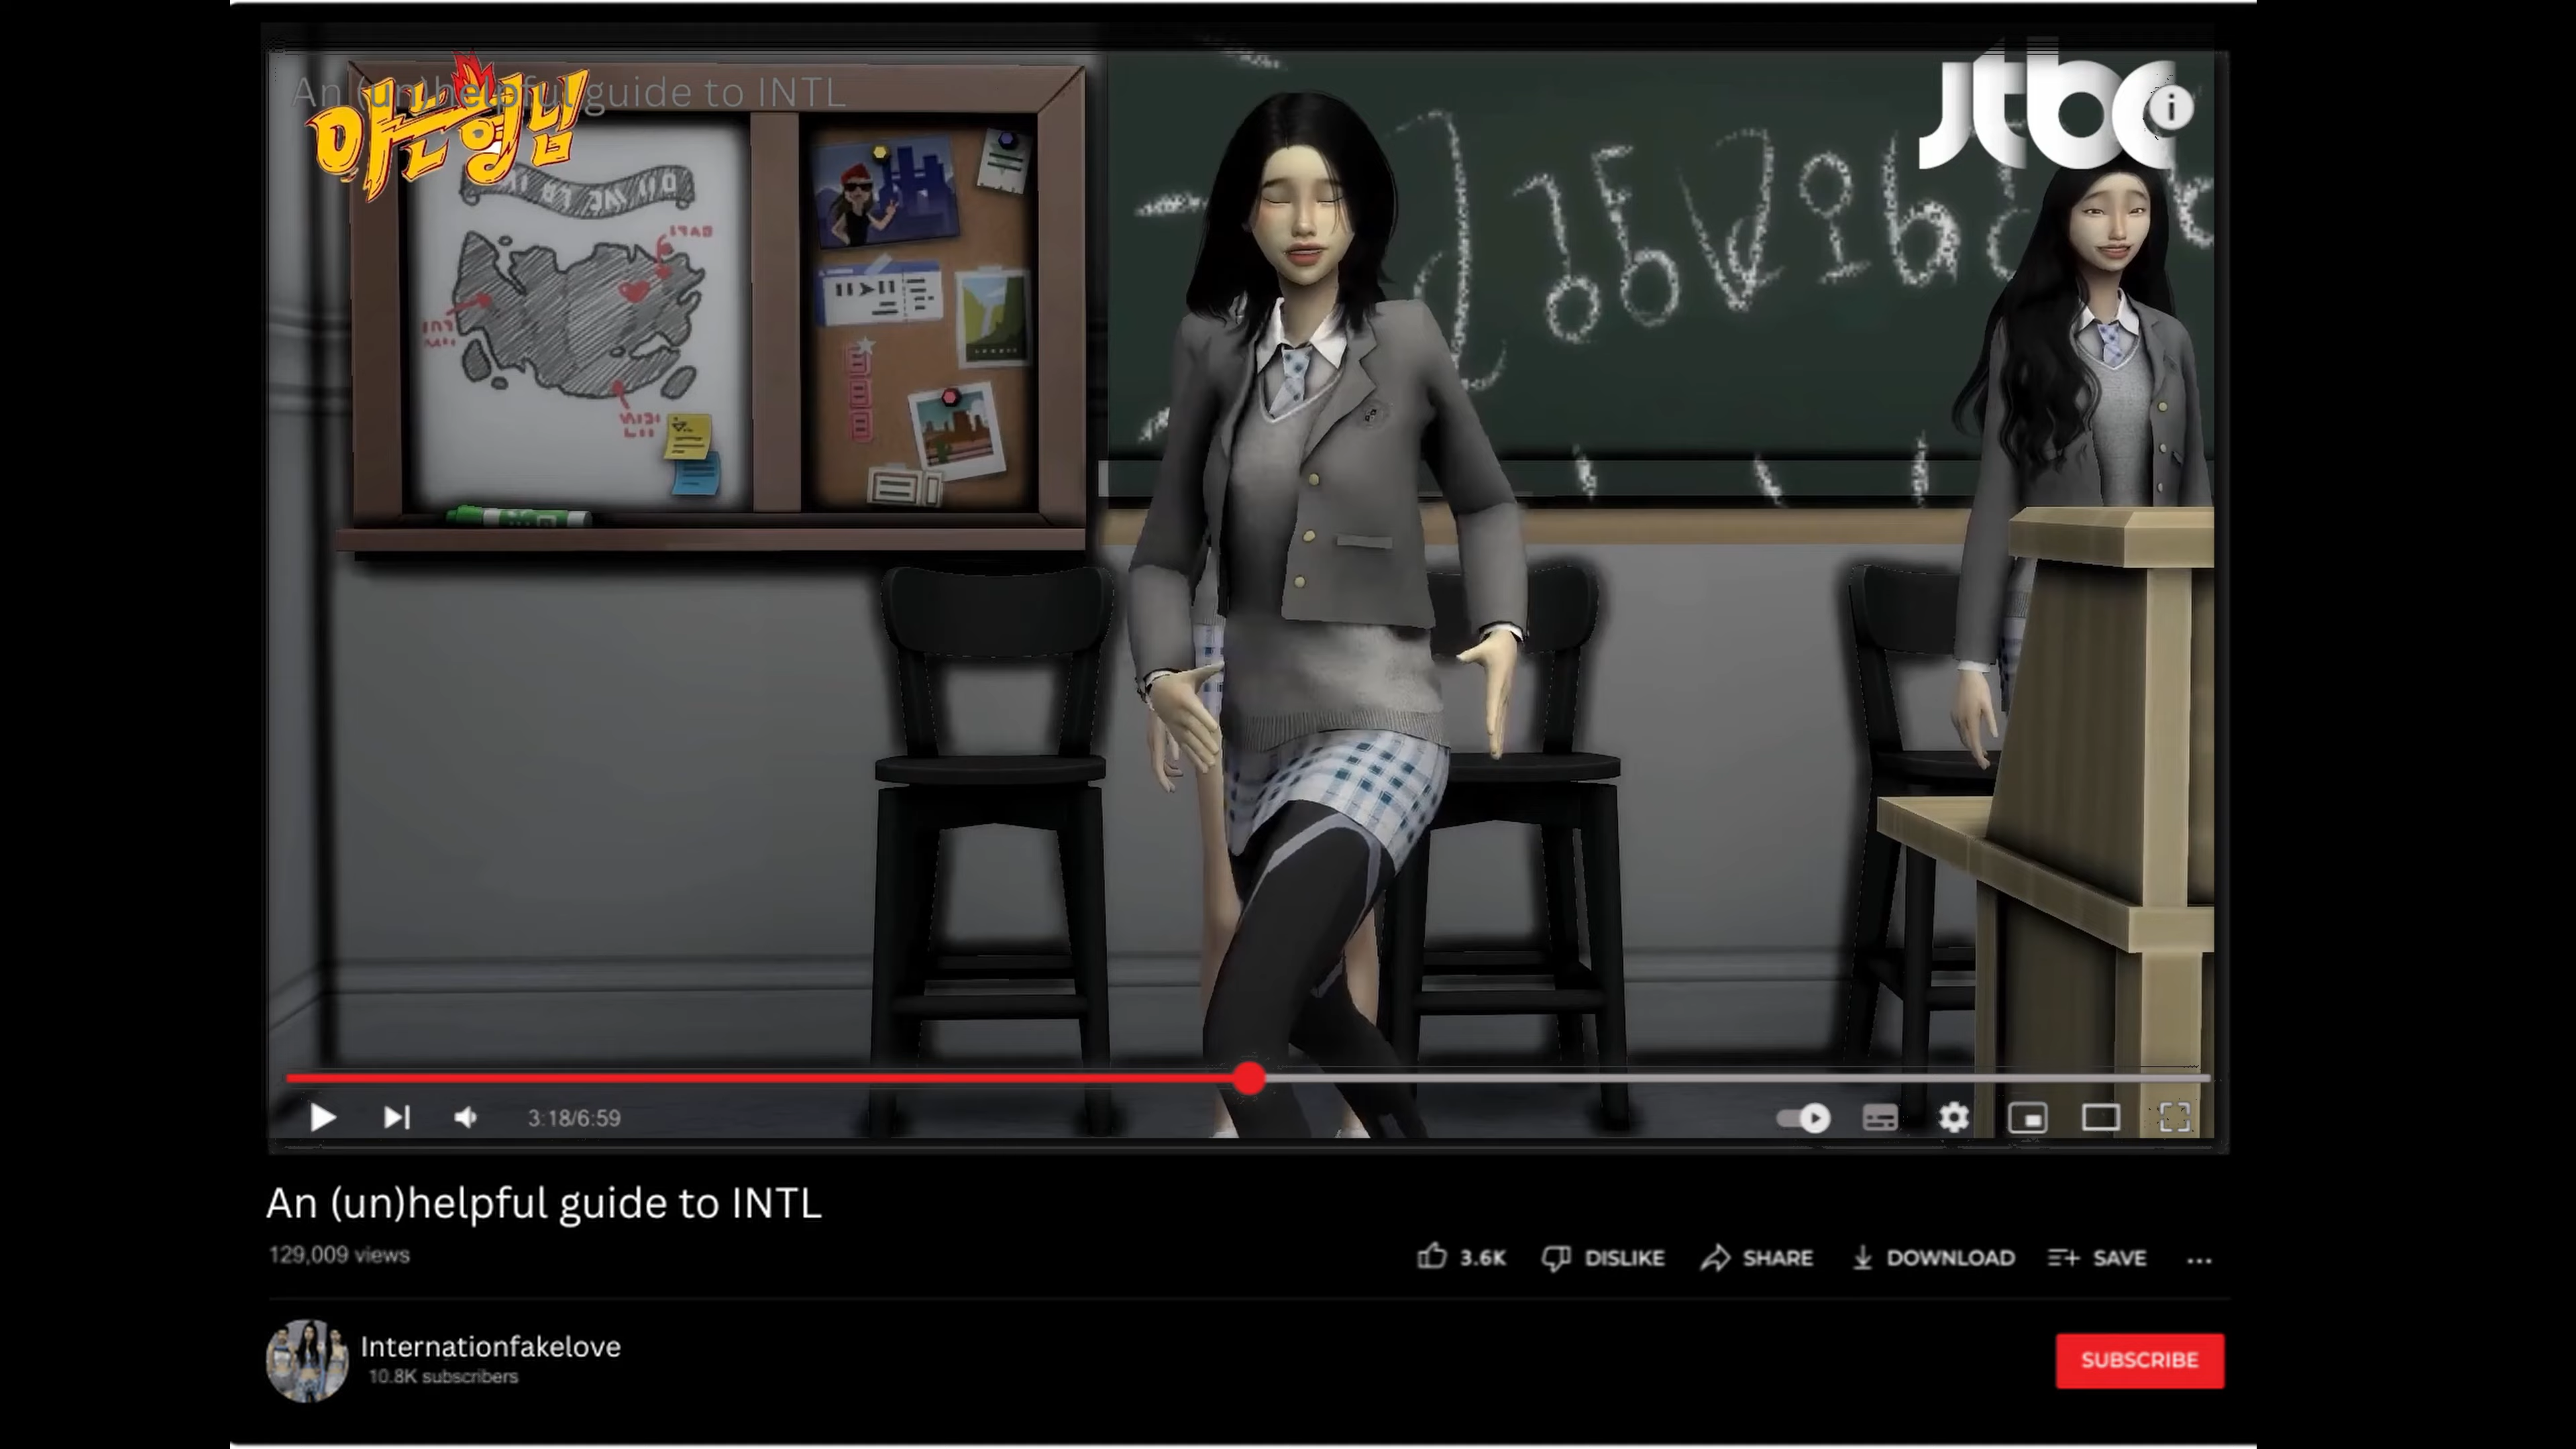 An (un)helpful guide to INTL
아는형님
jtbc
3:18/6:59
An (un)helpful guide to INTL
129,009 views
3.6K
DISLIKE
SHARE
DOWNLOAD
SAVE
...
Internationfakelove
10.8K subscribers
SUBSCRIBE